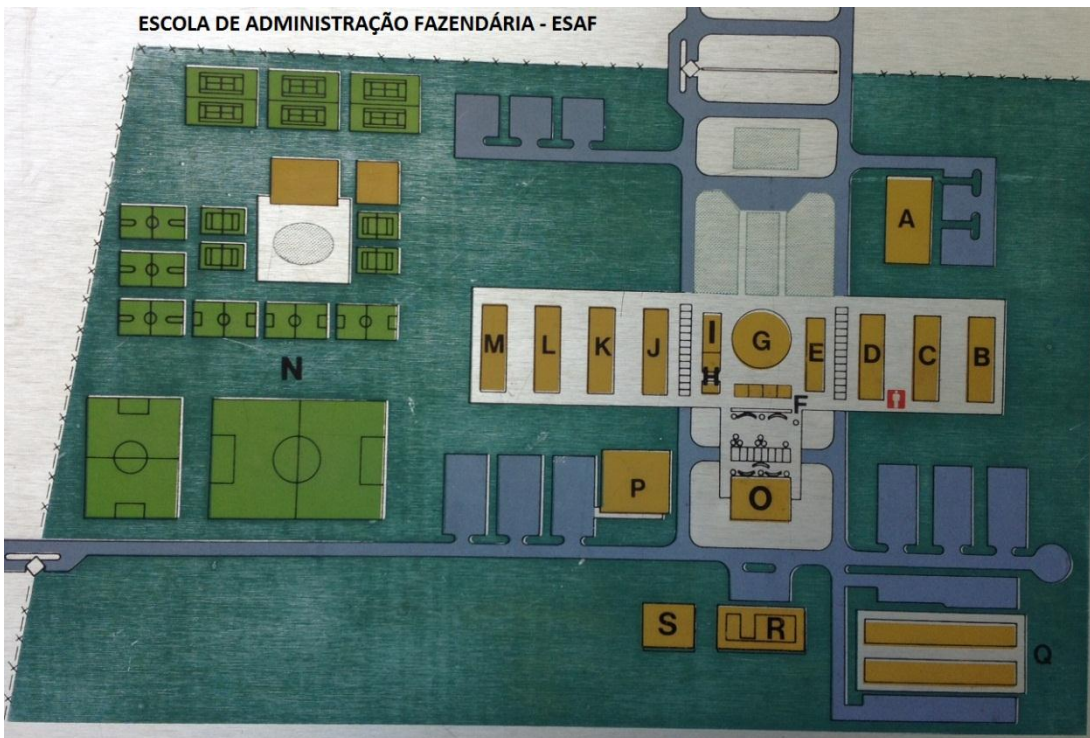 ESCOLA DE ADMINISTRAÇÃO FAZENDÁRIA - ESAF
A
M L K J I G E D C B
H
F
N
P
O
S
R
Q